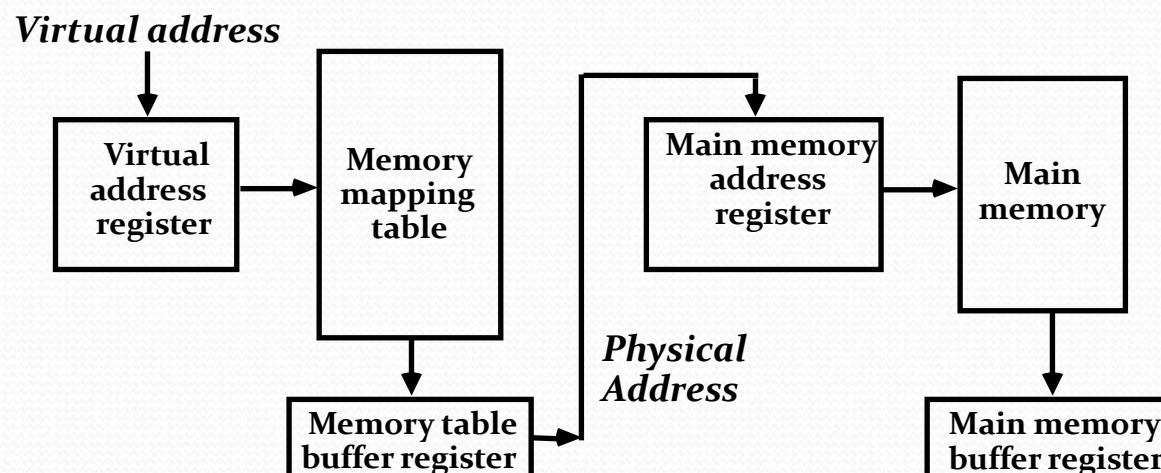 Virtual address
Virtual
address
register
Memory
mapping
table
Memory table
buffer register
Physical
Address
Main memory
address
register
Main
memory
Main memory
buffer register